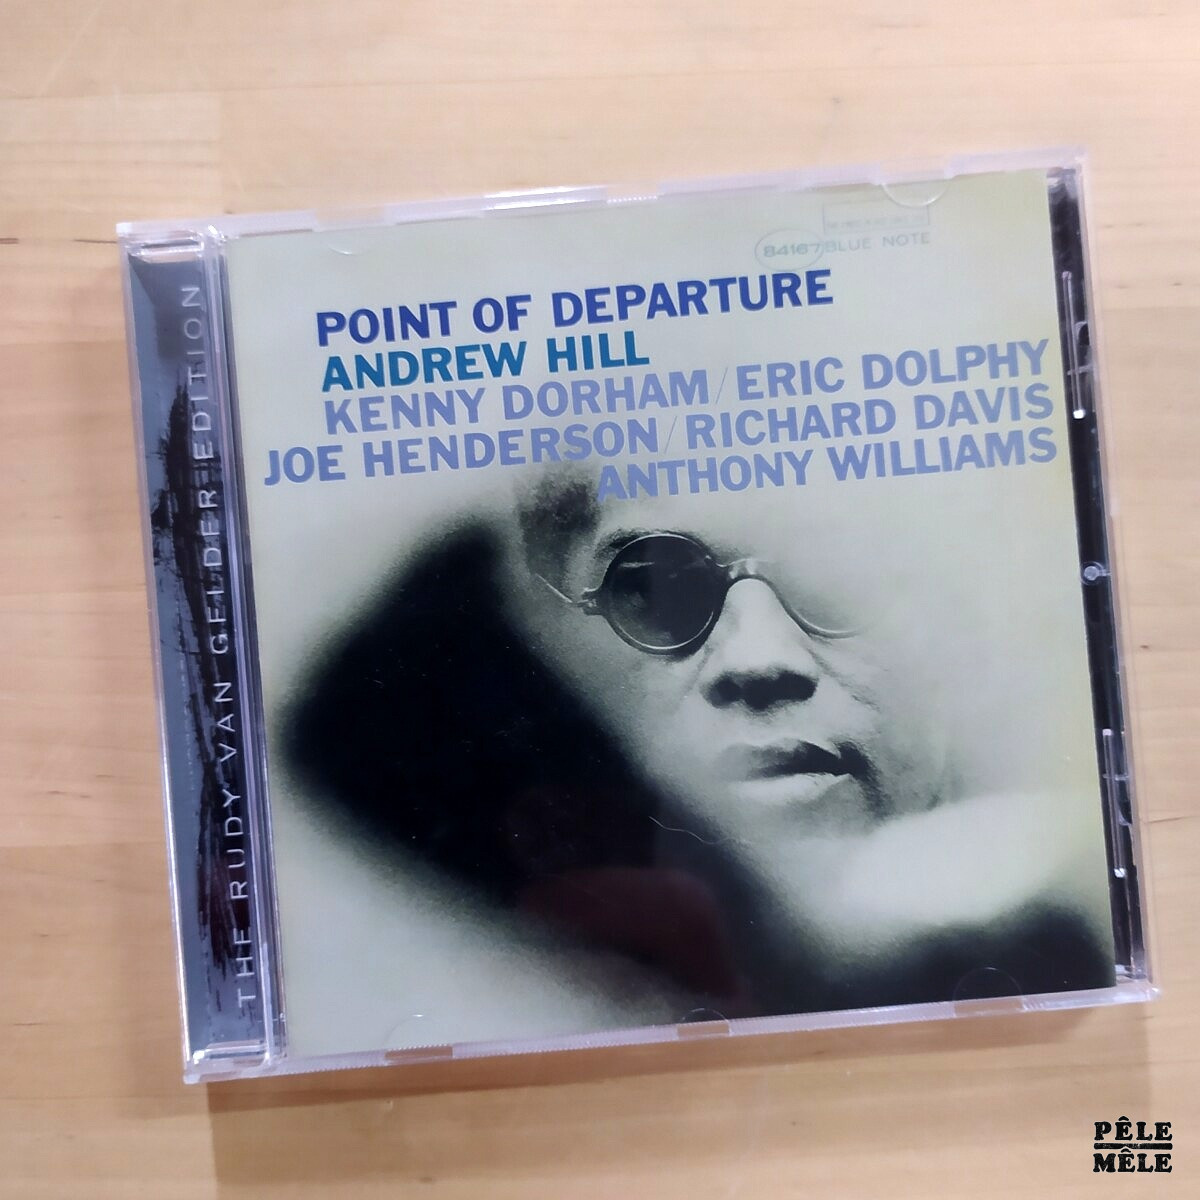 84167 BLUE NOTE
POINT OF DEPARTURE
ANDREW HILL
KENNY DORHAM/ERIC DOLPHY
JOE HENDERSON/RICHARD DAVIS
ANTHONY WILLIAMS
THE RUDY VAN GELDER EDITION
PÊLE
MÊLE